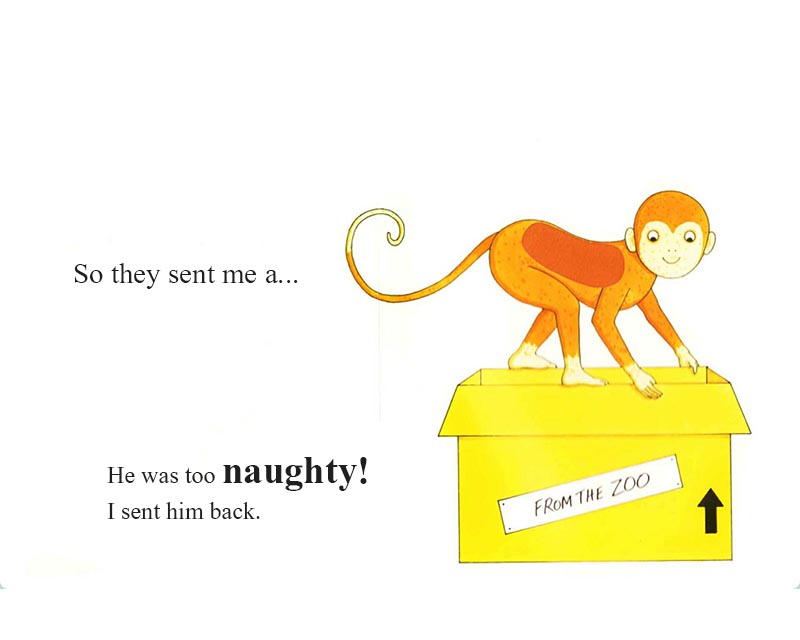 So they sent me a...
He was too naughty!
I sent him back.
FROM THE ZOO